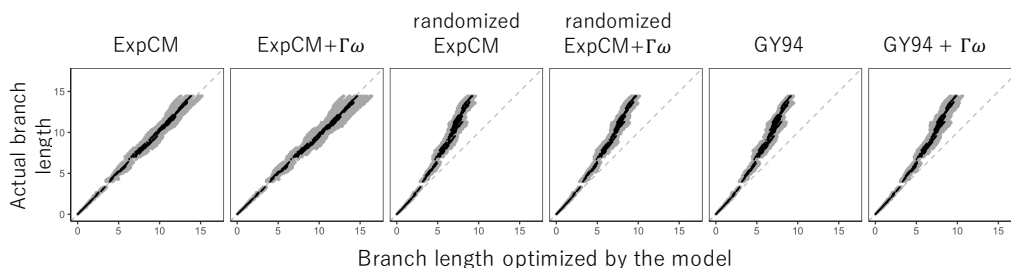 ExpCM
ExpCM+Γω
randomized
ExpCM
randomized
ExpCM+Γω
GY94
GY94 + Γω
Actual branch
length
15
10
5
0
0 5 10 15
0 5 10 15
0 5 10 15
0 5 10 15
0 5 10 15
0 5 10 15
Branch length optimized by the model